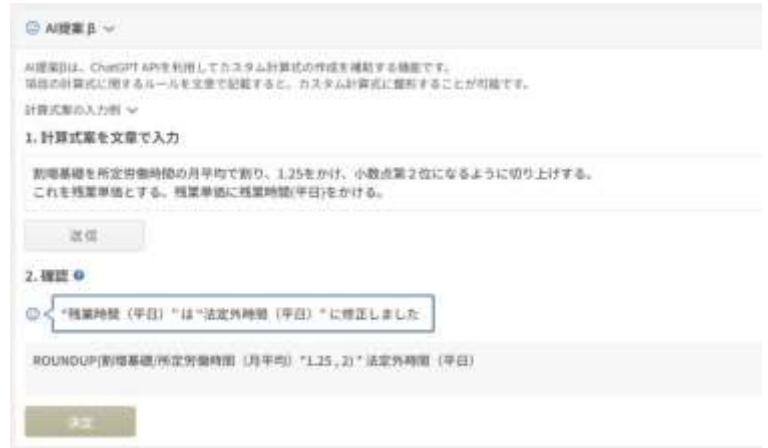 AI提案 β
AI提案βは、ChatGPT APIを利用してカスタム計算式の作成を補助する機能です。
項目の計算式に関するルールを文章で記載すると、カスタム計算式に整形することが可能です。
計算式案の入力例
1. 計算式案を文章で入力
割増基礎を所定労働時間の月平均で割り、1.25をかけ、小数点第2位になるように切り上げする。
これを残業単価とする。残業単価に残業時間(平日)をかける。
送信
2. 確認
"残業時間（平日）"は"法定外時間（平日）"に修正しました
ROUNDUP(割増基礎/所定労働時間（月平均）*1.25 , 2) * 法定外時間（平日）
決定